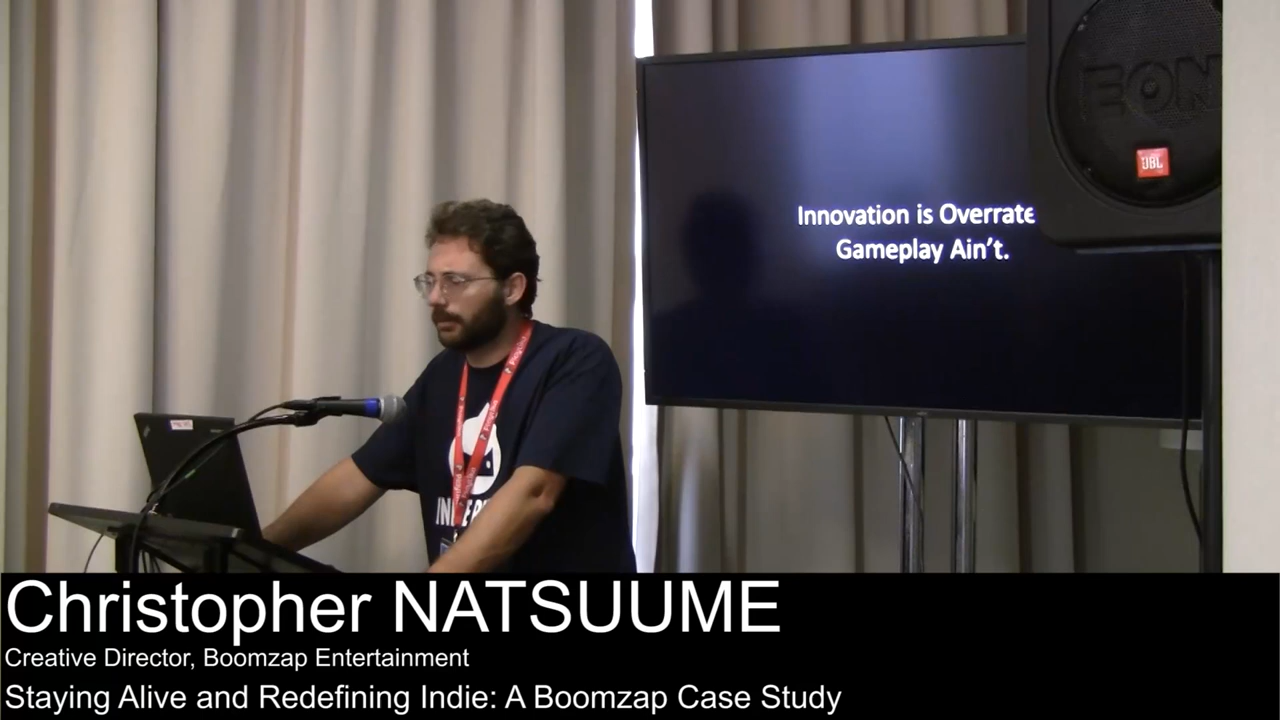 Innovation is Overrate
Gameplay Ain't.
EON
JBL
Christopher NATSUUME
Creative Director, Boomzap Entertainment
Staying Alive and Redefining Indie: A Boomzap Case Study